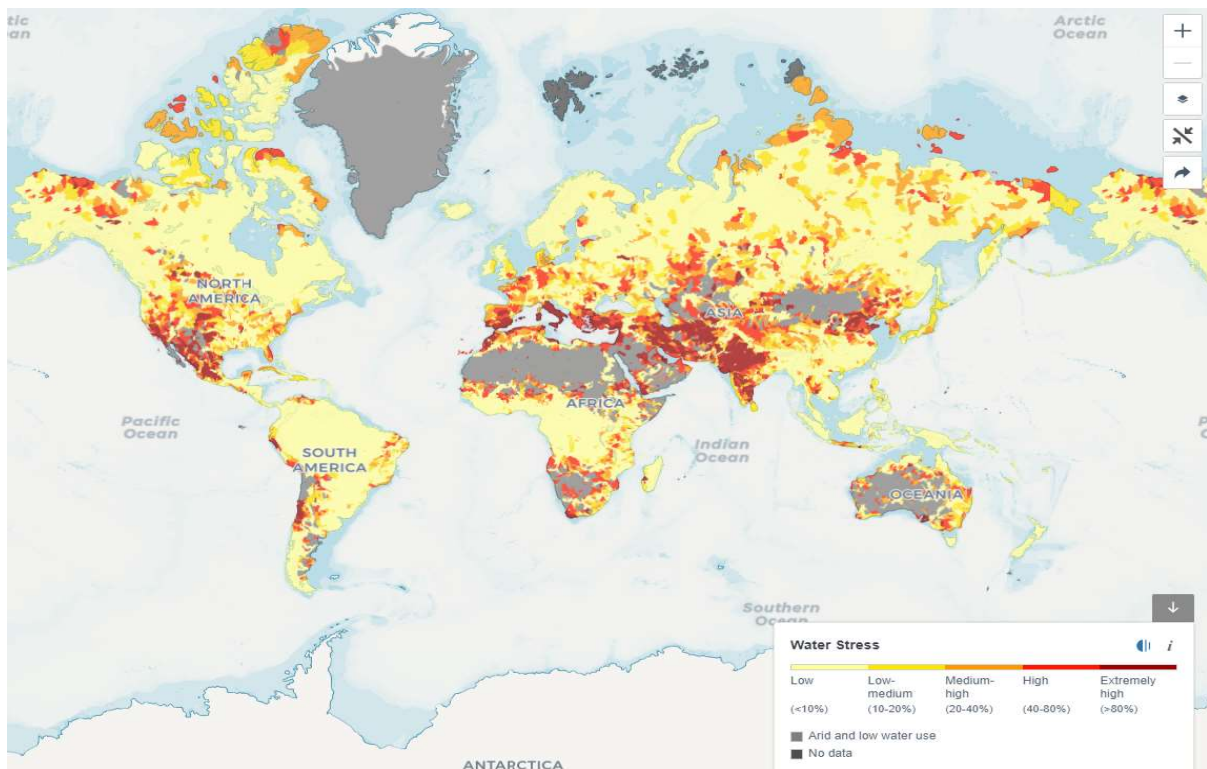 tic
an
Arctic
Ocean
NORTH
AMERICA
ASIA
AFRICA
Pacific
Ocean
Indian
Ocean
SOUTH
AMERICA
OCEANIA
P
Southern
Ocean
ANTARCTICA
Water Stress
i
Low Low-medium Medium-high High Extremely high
(<10%) (10-20%) (20-40%) (40-80%) (>80%)
Arid and low water use
No data